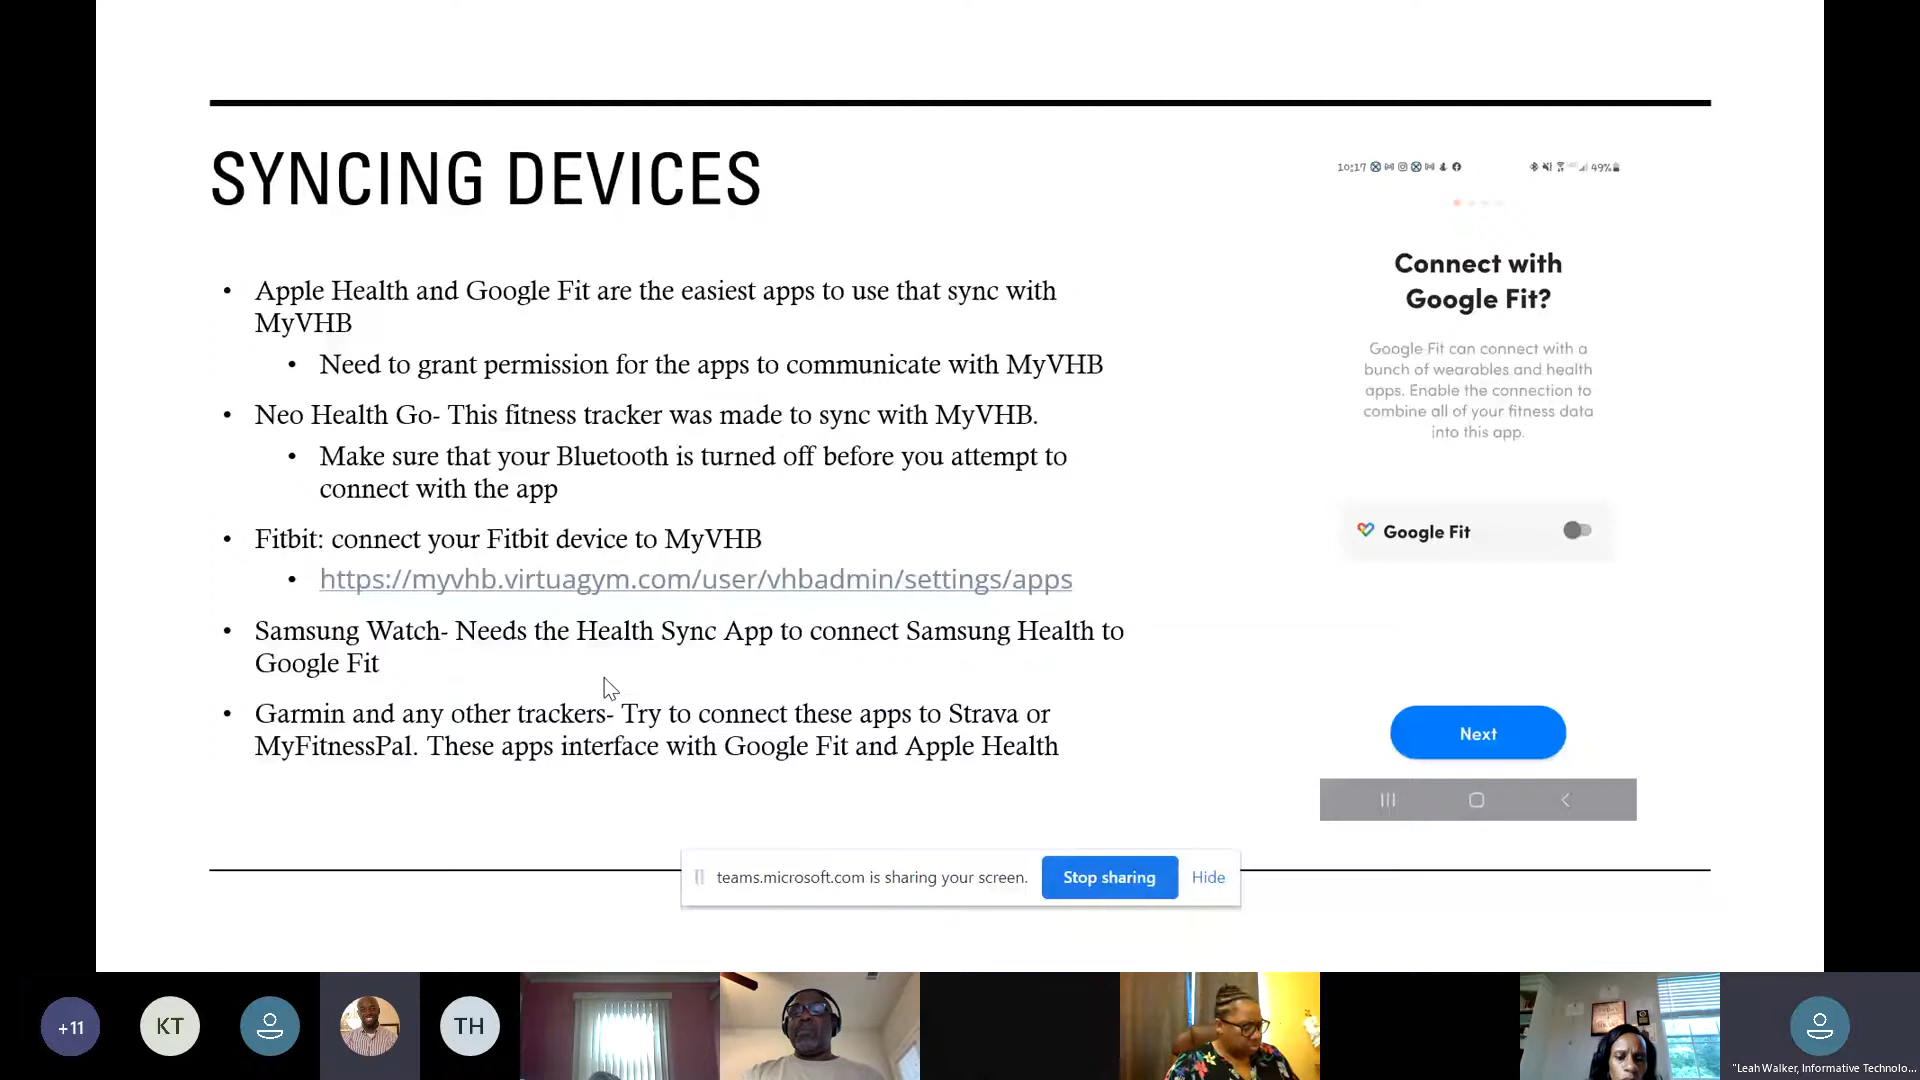 SYNCING DEVICES
• Apple Health and Google Fit are the easiest apps to use that sync with
MyVHB
• Need to grant permission for the apps to communicate with MyVHB
• Neo Health Go- This fitness tracker was made to sync with MyVHB.
• Make sure that your Bluetooth is turned off before you attempt to
connect with the app
• Fitbit: connect your Fitbit device to MyVHB
• https://myvhb.virtuagym.com/user/vhbadmin/settings/apps
• Samsung Watch- Needs the Health Sync App to connect Samsung Health to
Google Fit
• Garmin and any other trackers- Try to connect these apps to Strava or
MyFitnessPal. These apps interface with Google Fit and Apple Health
10:17
49%
Connect with
Google Fit?
Google Fit can connect with a
bunch of wearables and health
apps. Enable the connection to
combine all of your fitness data
into this app.
Google Fit
Next
teams.microsoft.com is sharing your screen.
Stop sharing
Hide
+11
KT
TH
"Leah Walker, Informative Technolo...